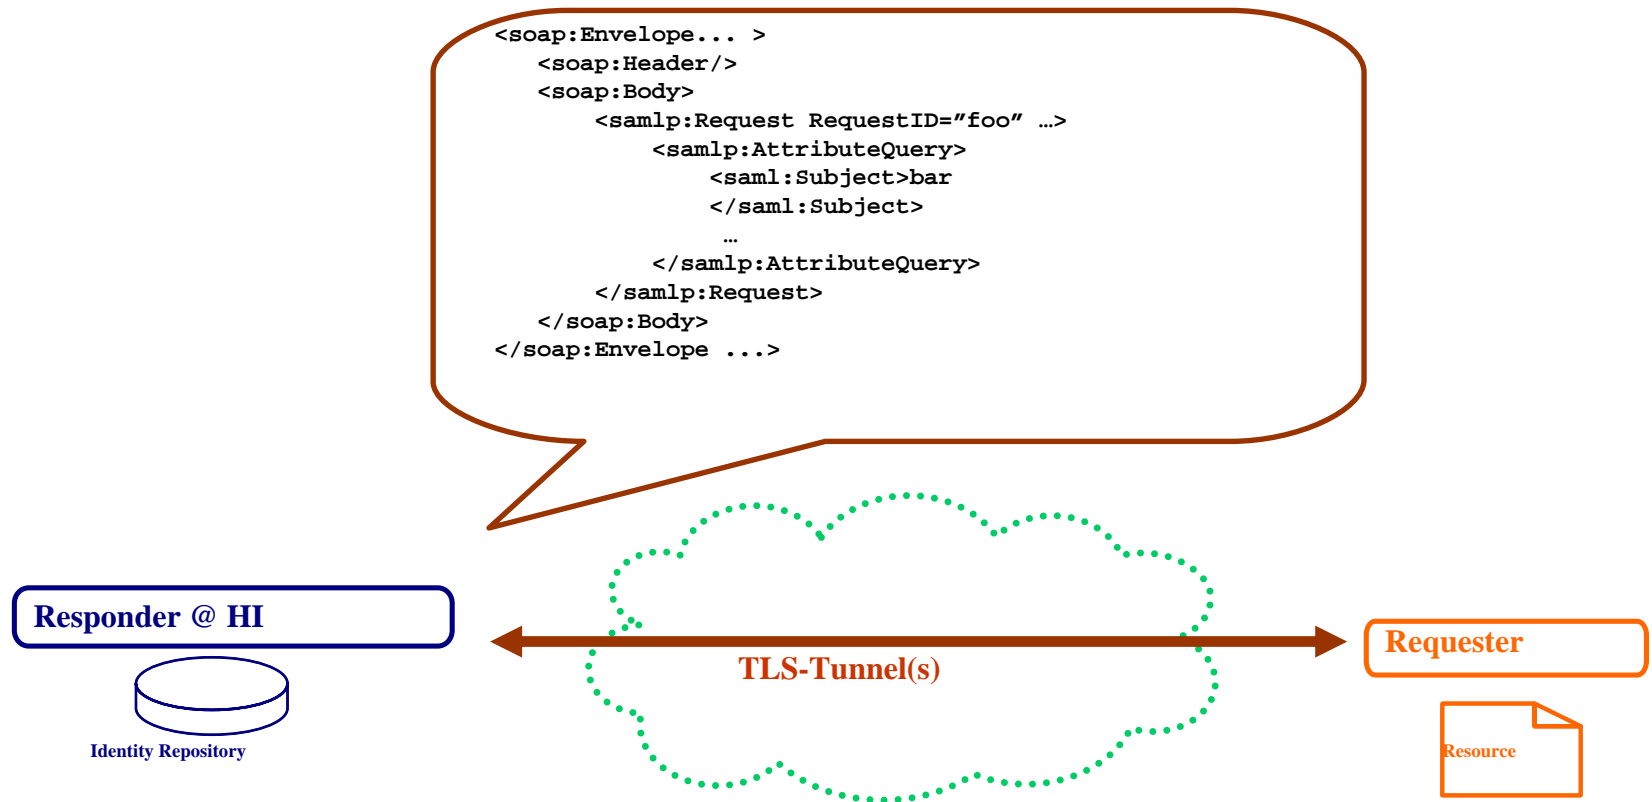 <soap:Envelope... >
<soap:Header/>
<soap:Body>
<samlp:Request RequestID=”foo” …>
<samlp:AttributeQuery>
<saml:Subject>bar
</saml:Subject>
…
</samlp:AttributeQuery>
</samlp:Request>
</soap:Body>
</soap:Envelope ...>
Responder @ HI
Requester
TLS-Tunnel(s)
Identity Repository
Resource